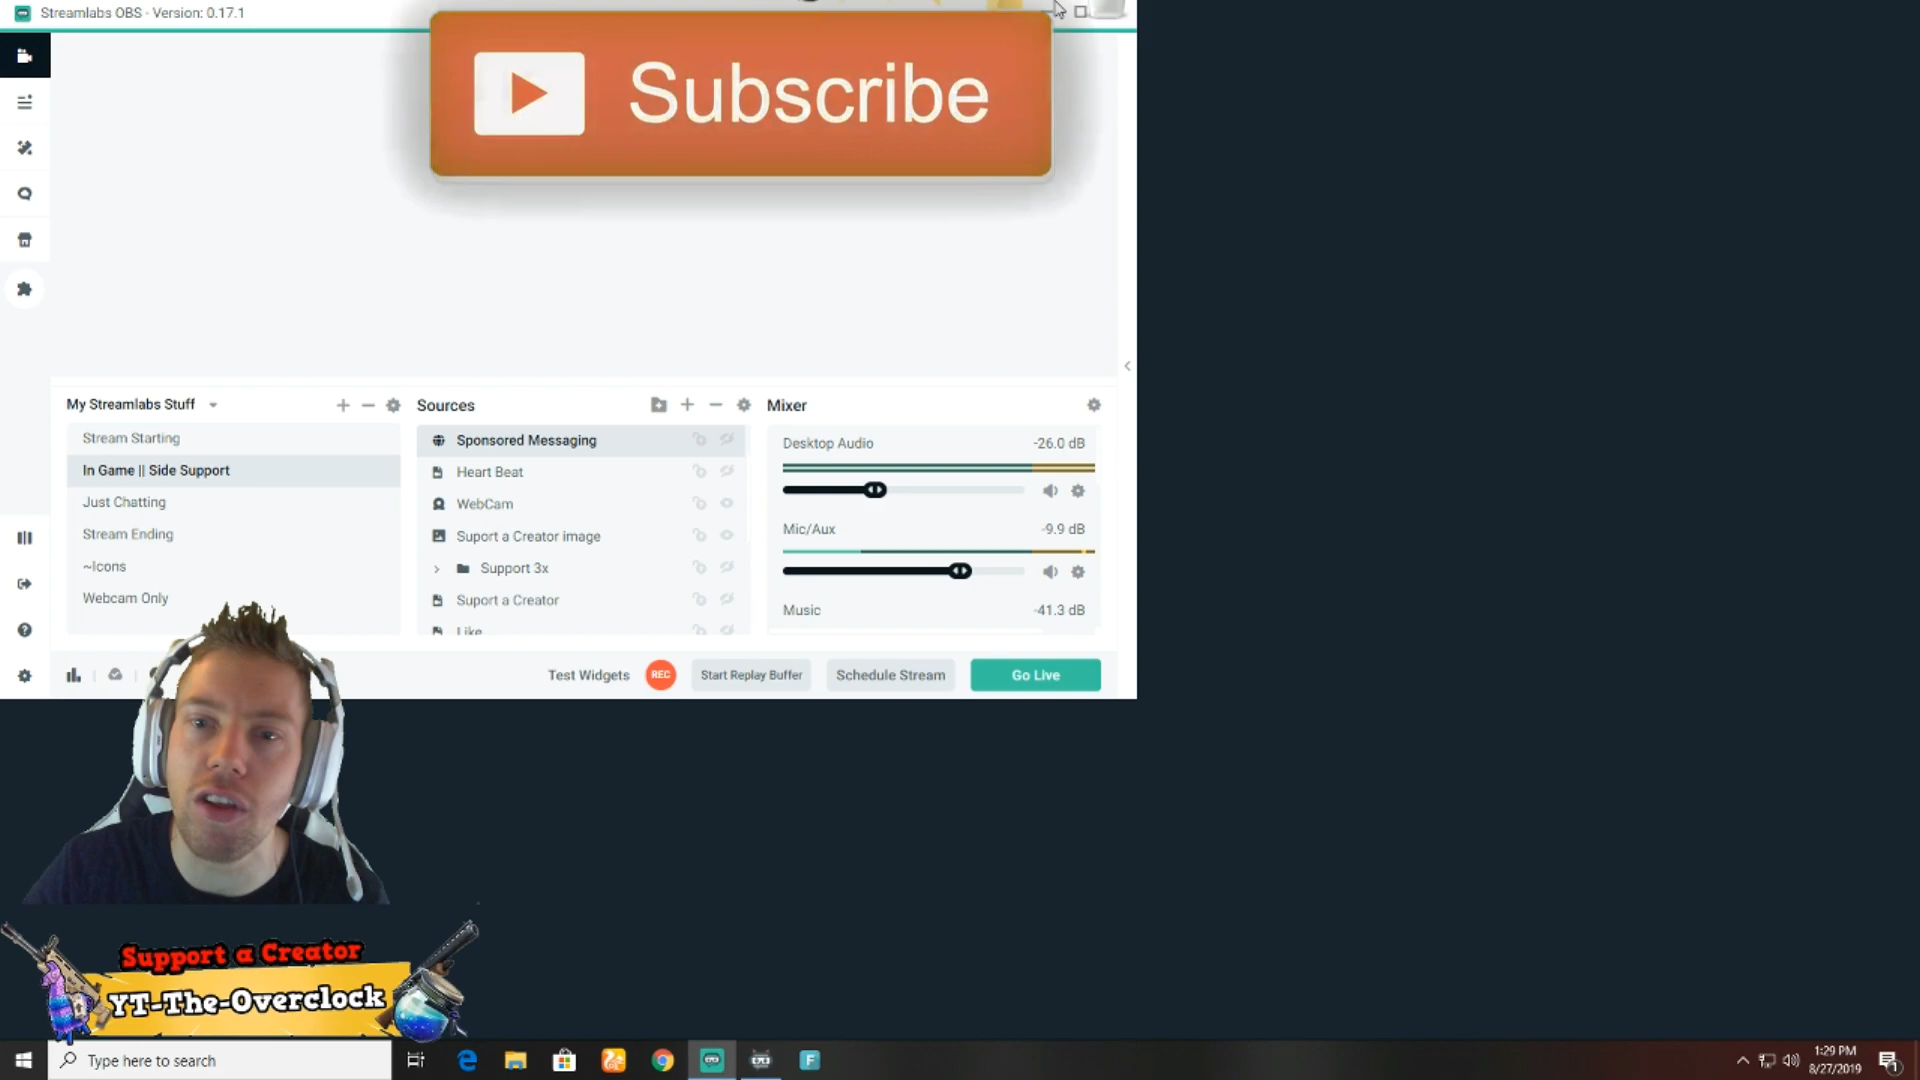 Streamlabs OBS - Version: 0.17.1
Subscribe
My Streamlabs Stuff
Stream Starting
In Game || Side Support
Just Chatting
Stream Ending
~Icons
Webcam Only
Sources
Sponsored Messaging
Heart Beat
WebCam
Suport a Creator image
Support 3x
Suport a Creator
Like
Mixer
Desktop Audio -26.0 dB
Mic/Aux -9.9 dB
Music -41.3 dB
Test Widgets REC Start Replay Buffer Schedule Stream Go Live
Support a Creator
YT-The-Overclock
Type here to search
1:29 PM
8/27/2019
1